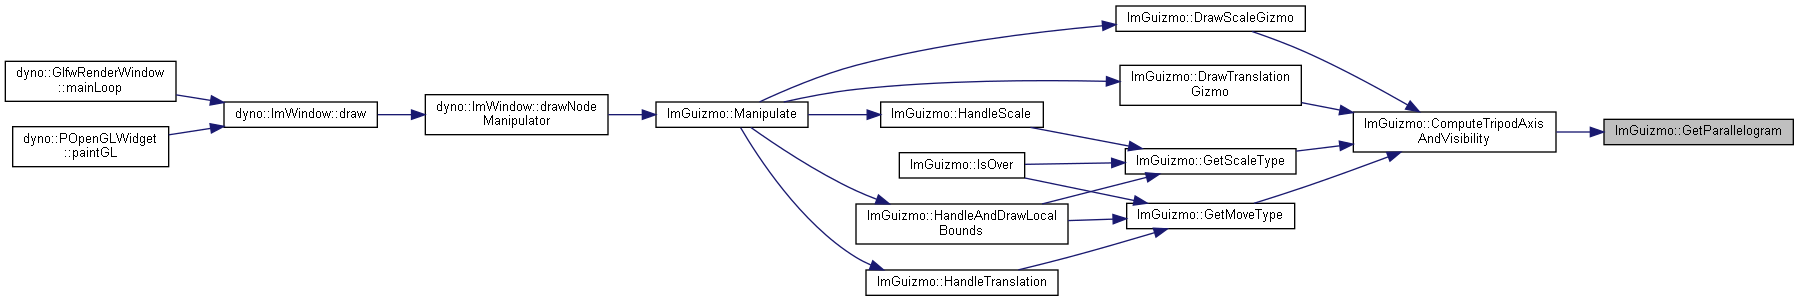 dyno::GlfwRenderWindow
::mainLoop
dyno::POpenGLWidget
::paintGL
dyno::ImWindow::draw
dyno::ImWindow::drawNode
Manipulator
ImGuizmo::Manipulate
ImGuizmo::DrawScaleGizmo
ImGuizmo::DrawTranslation
Gizmo
ImGuizmo::HandleScale
ImGuizmo::IsOver
ImGuizmo::HandleAndDrawLocal
Bounds
ImGuizmo::HandleTranslation
ImGuizmo::GetScaleType
ImGuizmo::GetMoveType
ImGuizmo::ComputeTripodAxis
AndVisibility
ImGuizmo::GetParallelogram